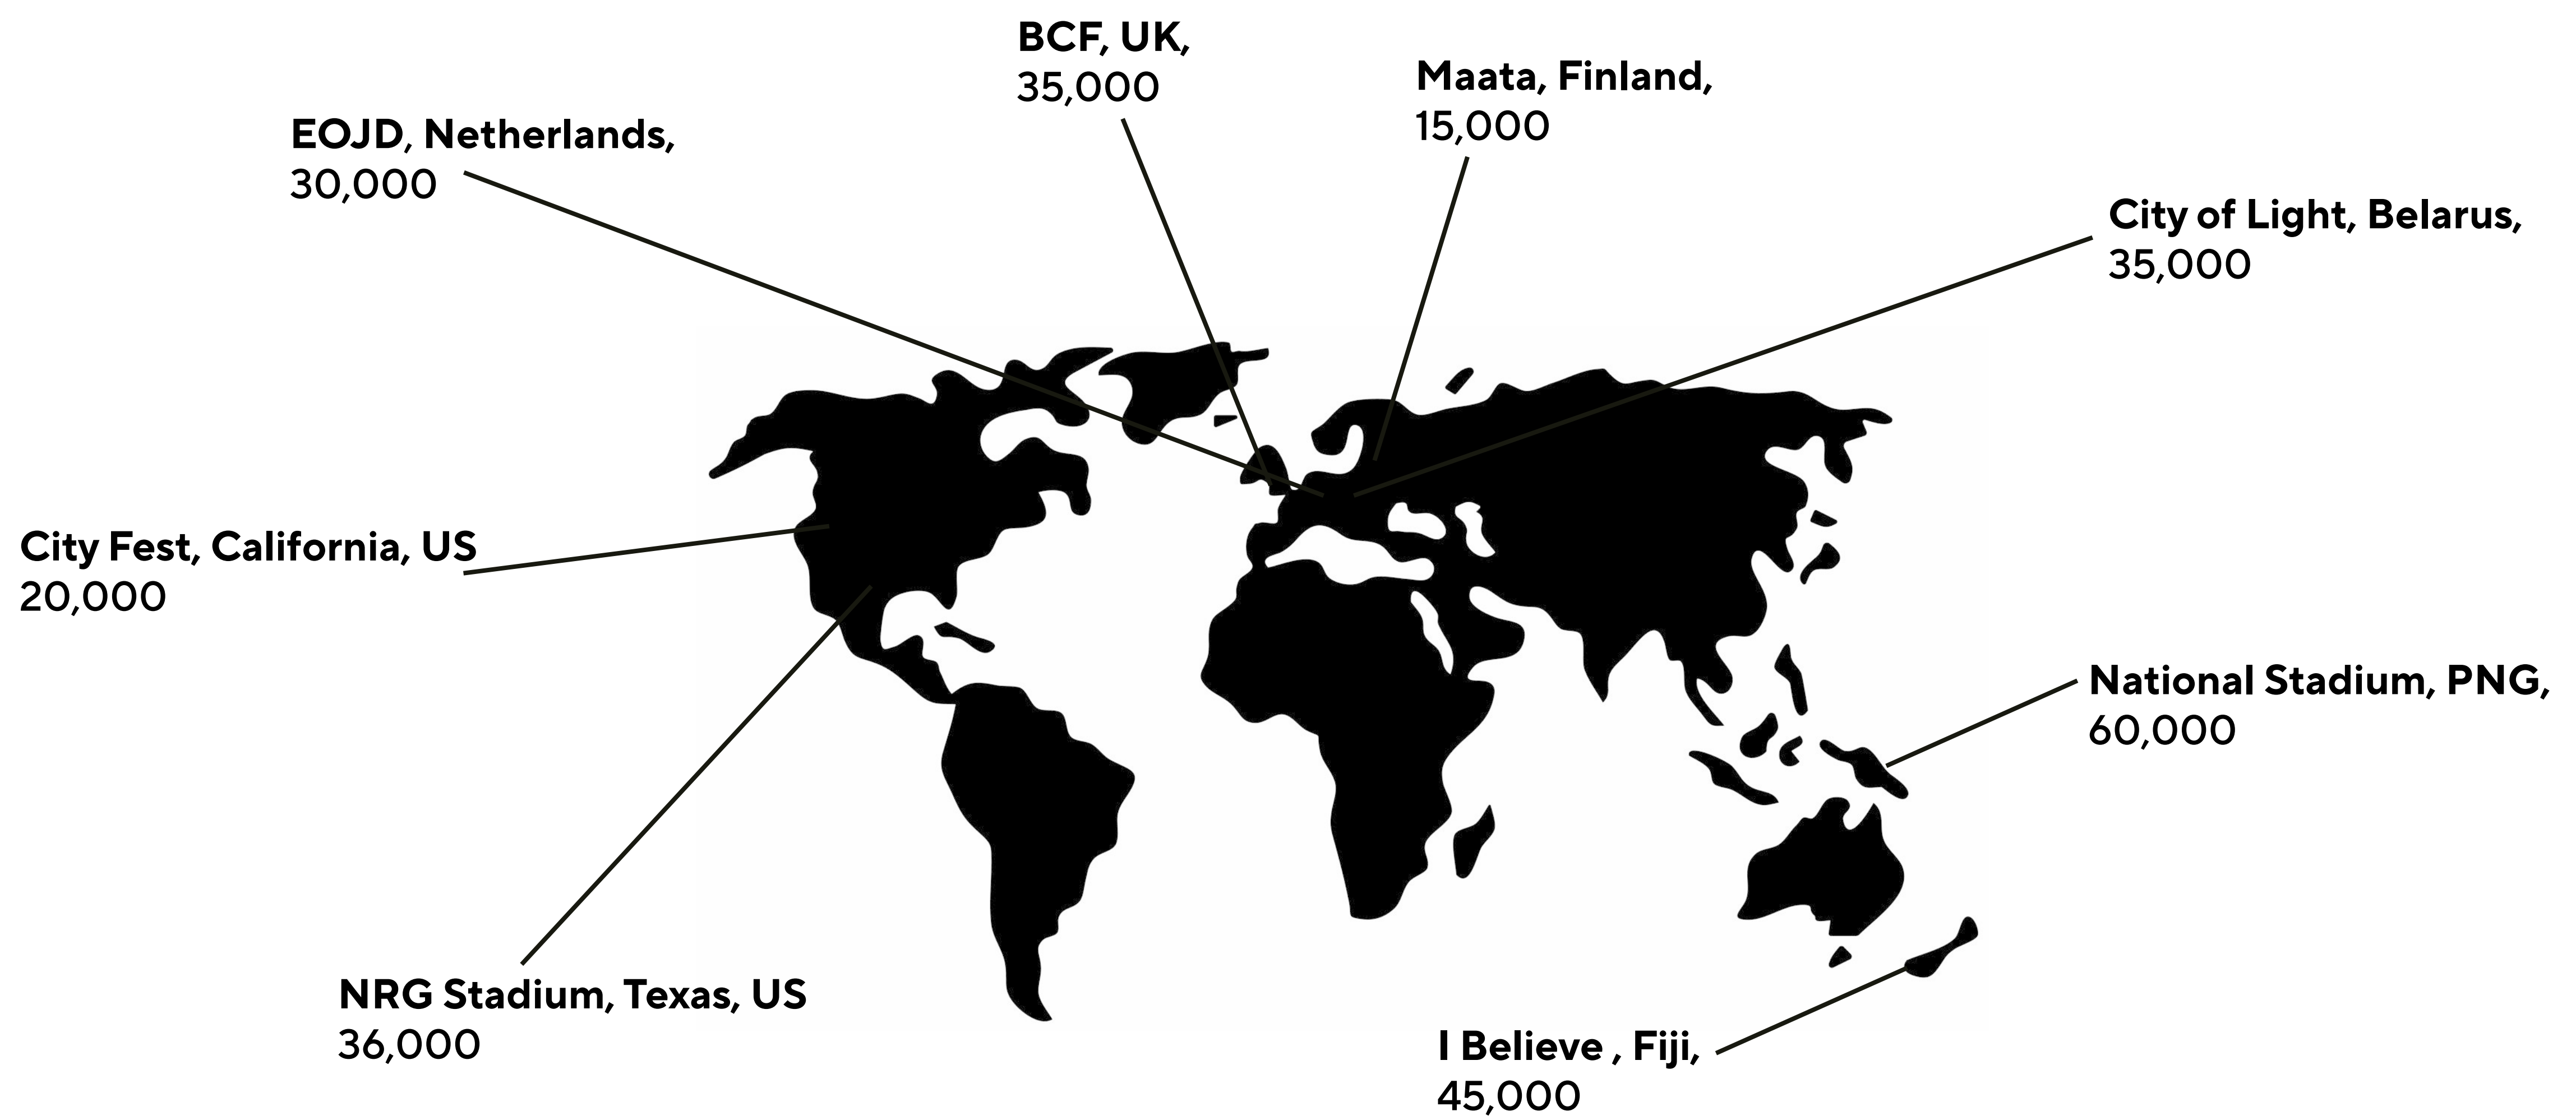 BCF, UK,
35,000
Maata, Finland,
15,000
EOJD, Netherlands,
30,000
City of Light, Belarus,
35,000
City Fest, California, US
20,000
National Stadium, PNG,
60,000
NRG Stadium, Texas, US
36,000
I Believe , Fiji,
45,000